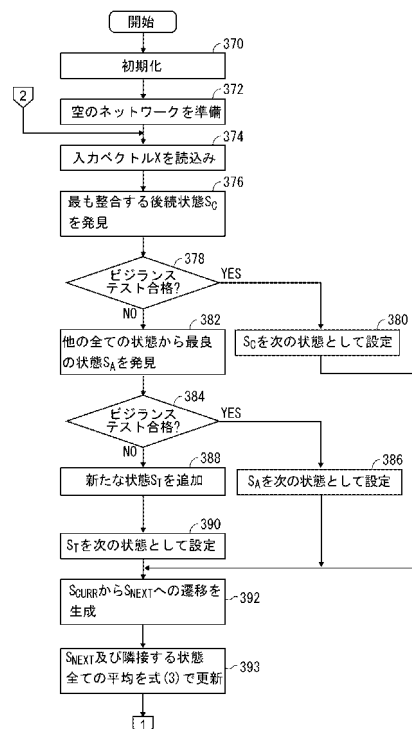 開始
370
初期化
372
空のネットワークを準備
2
374
入力ベクトルXを読込み
376
最も整合する後続状態SC
を発見
378
ビジランス
テスト合格?
YES
NO
380
SCを次の状態として設定
382
他の全ての状態から最良
の状態SAを発見
384
ビジランス
テスト合格?
YES
NO
386
SAを次の状態として設定
388
新たな状態STを追加
390
STを次の状態として設定
SCURRからSNEXTへの遷移を
生成
392
SNEXT及び隣接する状態
全ての平均を式(3)で更新
393
1